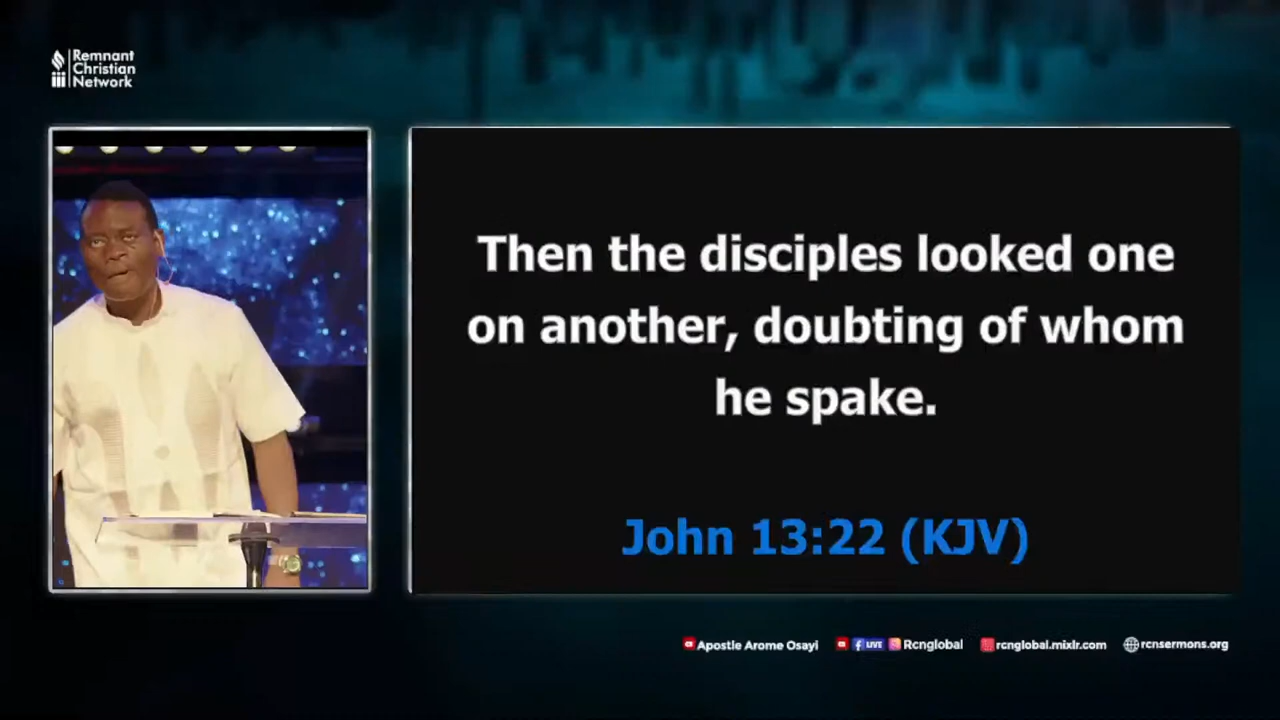 Remnant
Christian
Network
Then the disciples looked one
on another, doubting of whom
he spake.
John 13:22 (KJV)
Apostle Arome Osayi
LIVE
Rcnglobal
rcnglobal.mixlr.com
rcnsermons.org